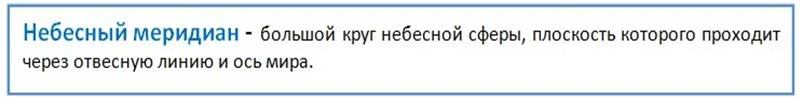 Небесный меридиан - большой круг небесной сферы, плоскость которого проходит
через отвесную линию и ось мира.